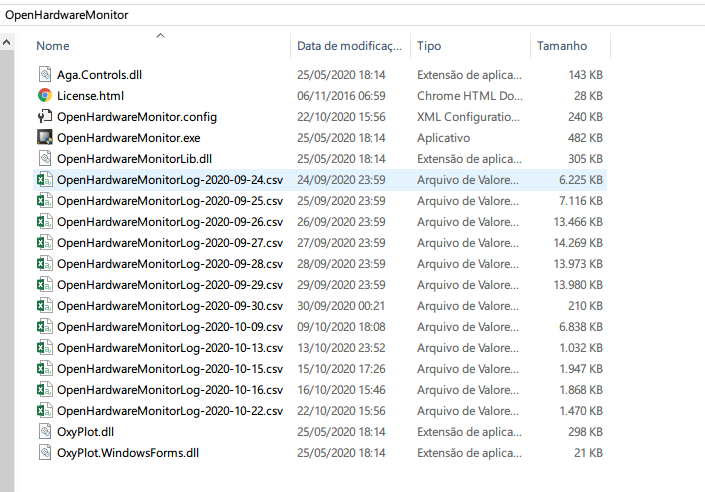 OpenHardwareMonitor
Nome Data de modificaç... Tipo Tamanho
Aga.Controls.dll 25/05/2020 18:14 Extensão de aplica... 143 KB
License.html 06/11/2016 06:59 Chrome HTML Do... 28 KB
OpenHardwareMonitor.config 22/10/2020 15:56 XML Configuratio... 240 KB
OpenHardwareMonitor.exe 25/05/2020 18:14 Aplicativo 482 KB
OpenHardwareMonitorLib.dll 25/05/2020 18:14 Extensão de aplica... 305 KB
OpenHardwareMonitorLog-2020-09-24.csv 24/09/2020 23:59 Arquivo de Valore... 6.225 KB
OpenHardwareMonitorLog-2020-09-25.csv 25/09/2020 23:59 Arquivo de Valore... 7.116 KB
OpenHardwareMonitorLog-2020-09-26.csv 26/09/2020 23:59 Arquivo de Valore... 13.466 KB
OpenHardwareMonitorLog-2020-09-27.csv 27/09/2020 23:59 Arquivo de Valore... 14.269 KB
OpenHardwareMonitorLog-2020-09-28.csv 28/09/2020 23:59 Arquivo de Valore... 13.973 KB
OpenHardwareMonitorLog-2020-09-29.csv 29/09/2020 23:59 Arquivo de Valore... 13.980 KB
OpenHardwareMonitorLog-2020-09-30.csv 30/09/2020 00:21 Arquivo de Valore... 210 KB
OpenHardwareMonitorLog-2020-10-09.csv 09/10/2020 18:08 Arquivo de Valore... 6.838 KB
OpenHardwareMonitorLog-2020-10-13.csv 13/10/2020 23:52 Arquivo de Valore... 1.032 KB
OpenHardwareMonitorLog-2020-10-15.csv 15/10/2020 17:26 Arquivo de Valore... 1.947 KB
OpenHardwareMonitorLog-2020-10-16.csv 16/10/2020 15:46 Arquivo de Valore... 1.868 KB
OpenHardwareMonitorLog-2020-10-22.csv 22/10/2020 15:56 Arquivo de Valore... 1.470 KB
OxyPlot.dll 25/05/2020 18:14 Extensão de aplica... 298 KB
OxyPlot.WindowsForms.dll 25/05/2020 18:14 Extensão de aplica... 21 KB